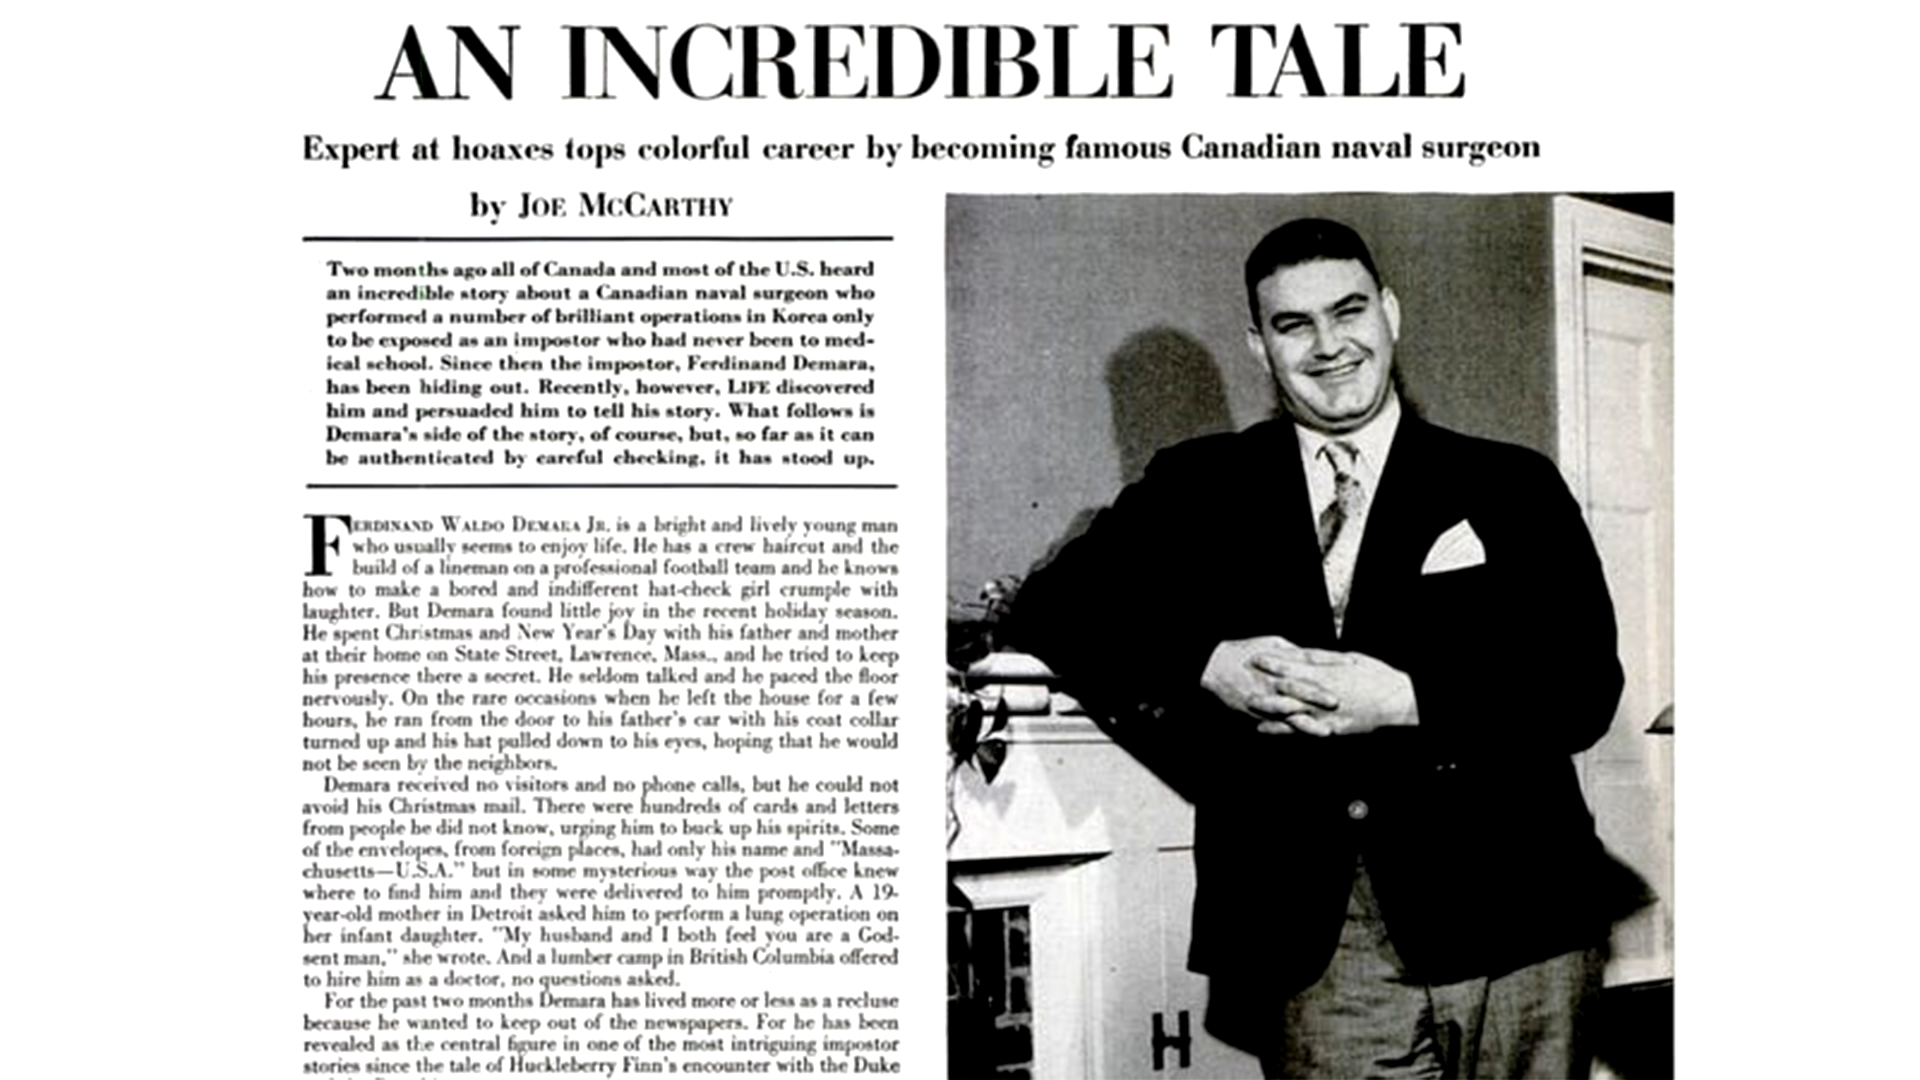 AN INCREDIBLE TALE
Expert at hoaxes tops colorful career by becoming famous Canadian naval surgeon
by JOE MCCARTHY
Two months ago all of Canada and most of the U.S. heard
an incredible story about a Canadian naval surgeon who
performed a number of brilliant operations in Korea only
to be exposed as an impostor who had never been to med-
ical school. Since then the impostor, Ferdinand Demara,
has been hiding out. Recently, however, LIFE discovered
him and persuaded him to tell his story. What follows is
Demara's side of the story, of course, but, so far as it can
be authenticated by careful checking, it has stood up.
FERDINAND WALDO DEMARA JR. is a bright and lively young man
who usually seems to enjoy life. He has a crew haircut and the
build of a lineman on a professional football team and he knows
how to make a bored and indifferent hat-check girl crumple with
laughter. But Demara found little joy in the recent holiday season.
He spent Christmas and New Year's Day with his father and mother
at their home on State Street, Lawrence, Mass., and he tried to keep
his presence there a secret. He seldom talked and he paced the floor
nervously. On the rare occasions when he left the house for a few
hours, he ran from the door to his father's car with his coat collar
turned up and his hat pulled down to his eyes, hoping that he would
not be seen by the neighbors.
Demara received no visitors and no phone calls, but he could not
avoid his Christmas mail. There were hundreds of cards and letters
from people he did not know, urging him to buck up his spirits. Some
of the envelopes, from foreign places, had only his name and "Massa-
chusetts—U.S.A." but in some mysterious way the post office knew
where to find him and they were delivered to him promptly. A 19-
year-old mother in Detroit asked him to perform a lung operation on
her infant daughter. "My husband and I both feel you are a God-
sent man," she wrote. And a lumber camp in British Columbia offered
to hire him as a doctor, no questions asked.
For the past two months Demara has lived more or less as a recluse
because he wanted to keep out of the newspapers. For he has been
revealed as the central figure in one of the most intriguing impostor
stories since the tale of Huckleberry Finn's encounter with the Duke